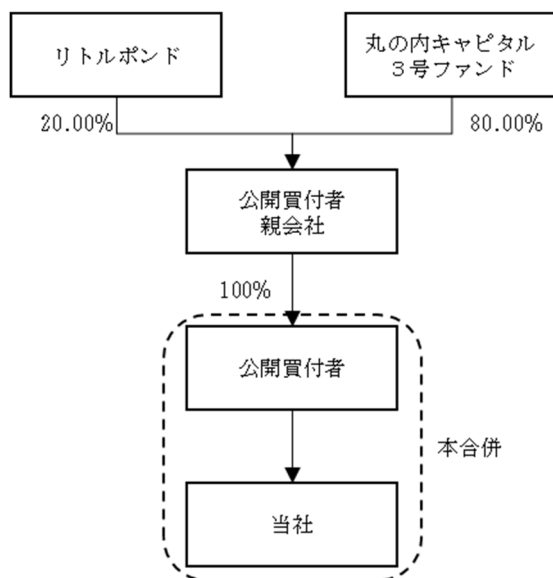 リトルポンド
丸の内キャピタル
３号ファンド
20.00%
80.00%
公開買付者
親会社
100%
公開買付者
本合併
当社